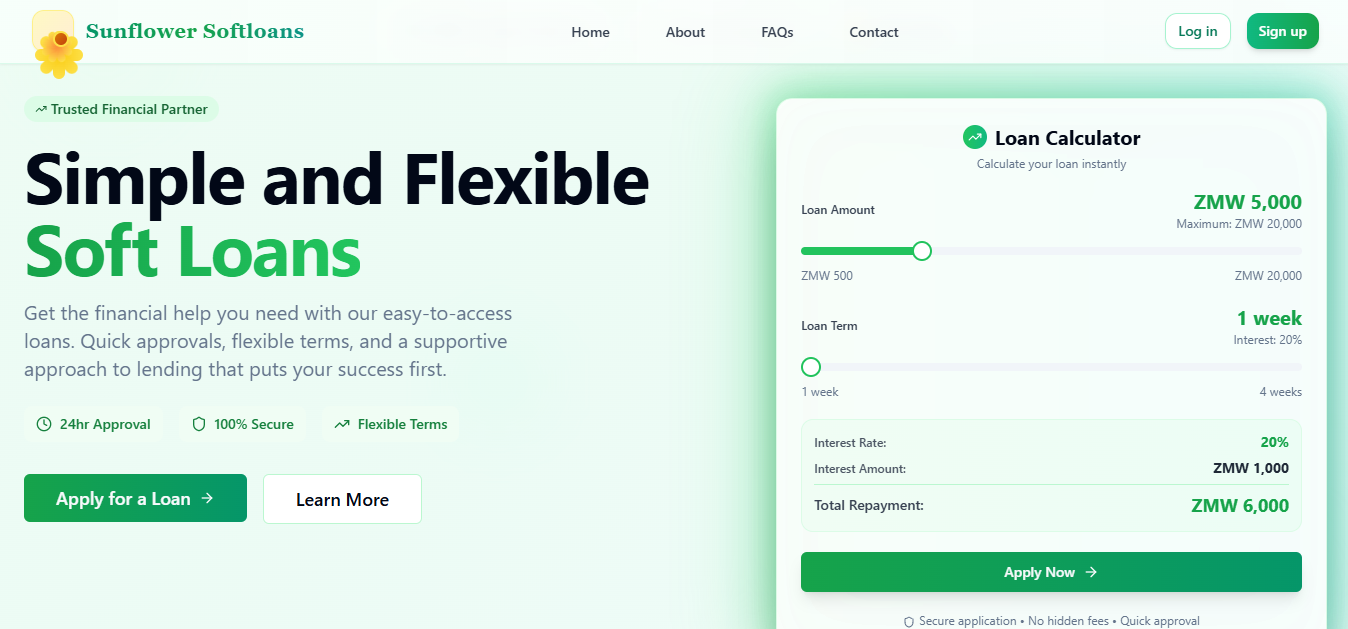 Sunflower Softloans
Home
About
FAQs
Contact
Log in
Sign up
Trusted Financial Partner
Simple and Flexible
Soft Loans
Get the financial help you need with our easy-to-access
loans. Quick approvals, flexible terms, and a supportive
approach to lending that puts your success first.
24hr Approval
100% Secure
Flexible Terms
Apply for a Loan
Learn More
Loan Calculator
Calculate your loan instantly
Loan Amount
ZMW 5,000
Maximum: ZMW 20,000
ZMW 500
ZMW 20,000
Loan Term
1 week
Interest: 20%
1 week
4 weeks
Interest Rate:
20%
Interest Amount:
ZMW 1,000
Total Repayment:
ZMW 6,000
Apply Now
Secure application • No hidden fees • Quick approval